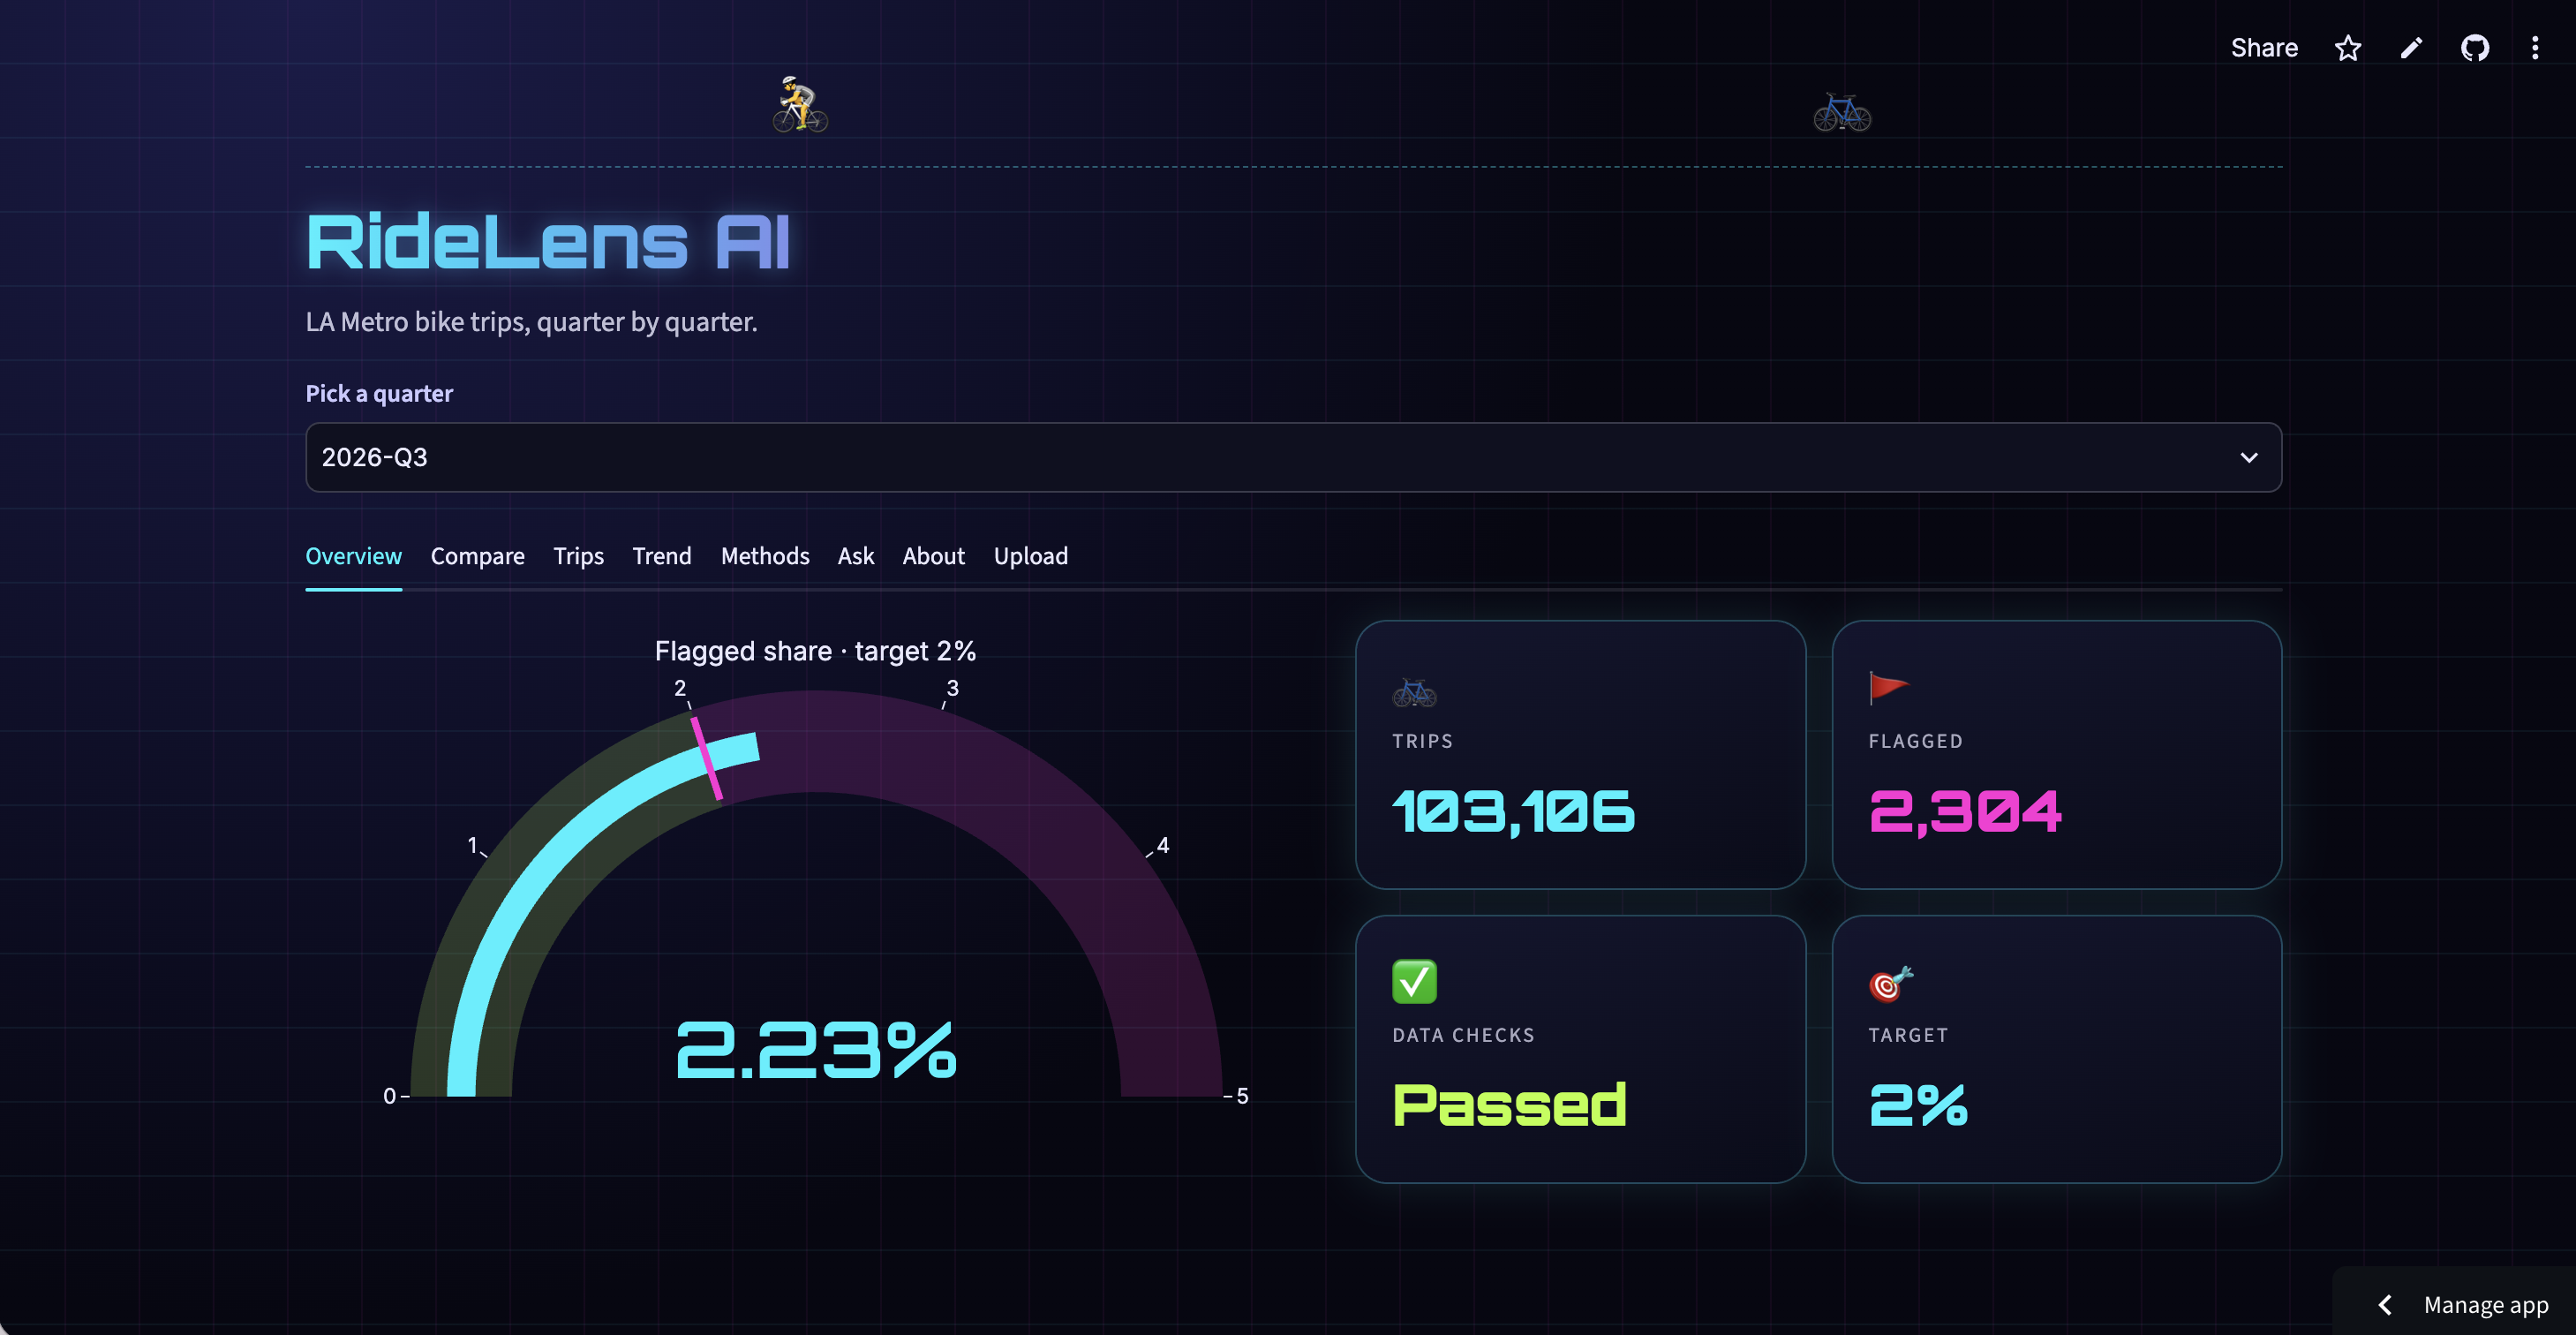 Share
RideLens AI
LA Metro bike trips, quarter by quarter.
Pick a quarter
2026-Q3
Overview Compare Trips Trend Methods Ask About Upload
Flagged share · target 2%
0
1
2
3
4
5
2.23%
TRIPS
103,106
FLAGGED
2,304
DATA CHECKS
Passed
TARGET
2%
Manage app